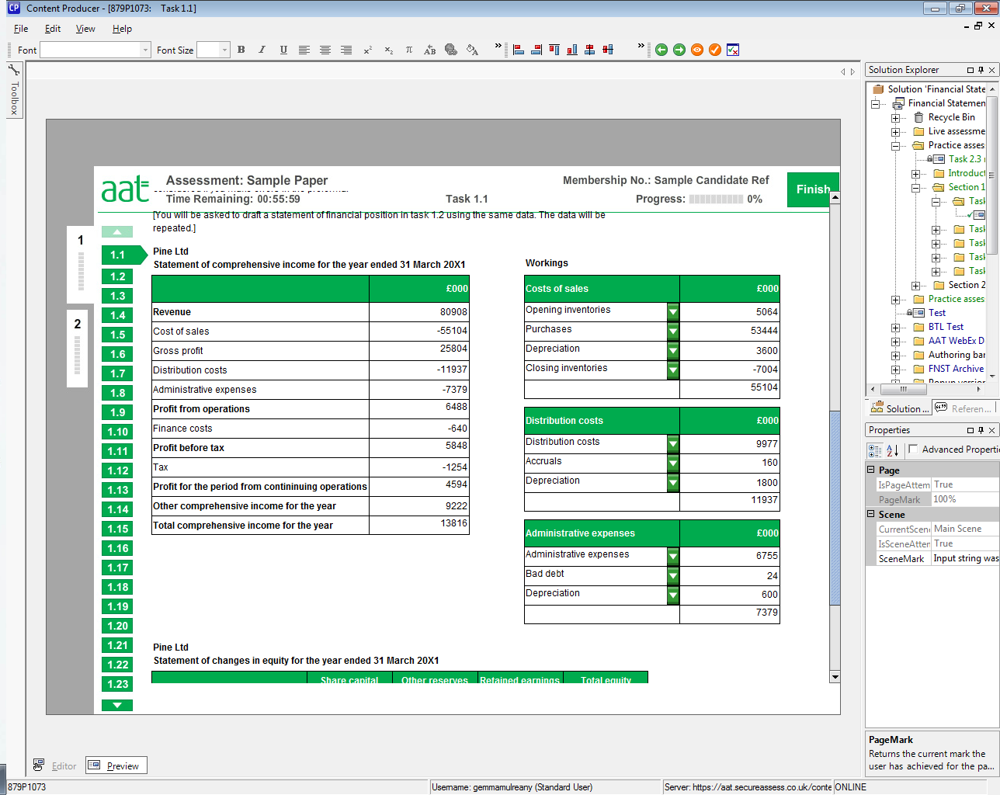 CP Content Producer - [879P1073: Task 1.1]
File Edit View Help
Font Font Size B I U
Toolbox
Solution Explorer
Solution 'Financial State
Financial Statemen
Recycle Bin
Live assessme
Practice asses
Task 2.3
Introduct
Section 1
Task
Task
Task
Task
Task
Section 2
Practice asses
Test
BTL Test
AAT WebEx D
Authoring bar
FNST Archive
Solution ... Referen...
Properties
Advanced Properti
Page
IsPageAttem True
PageMark 100%
Scene
CurrentScen Main Scene
IsSceneAtter True
SceneMark Input string was
PageMark
Returns the current mark the
user has achieved for the pa...
aat
Assessment: Sample Paper Membership No.: Sample Candidate Ref
Finish
Time Remaining: 00:55:59 Task 1.1 Progress: 0%
[You will be asked to draft a statement of financial position in task 1.2 using the same data. The data will be
repeated.]
1
2
1.1
1.2
1.3
1.4
1.5
1.6
1.7
1.8
1.9
1.10
1.11
1.12
1.13
1.14
1.15
1.16
1.17
1.18
1.19
1.20
1.21
1.22
1.23
Pine Ltd
Statement of comprehensive income for the year ended 31 March 20X1
£000
Revenue 80908
Cost of sales -55104
Gross profit 25804
Distribution costs -11937
Administrative expenses -7379
Profit from operations 6488
Finance costs -640
Profit before tax 5848
Tax -1254
Profit for the period from contininuing operations 4594
Other comprehensive income for the year 9222
Total comprehensive income for the year 13816
Workings
Costs of sales £000
Opening inventories 5064
Purchases 53444
Depreciation 3600
Closing inventories -7004
55104
Distribution costs £000
Distribution costs 9977
Accruals 160
Depreciation 1800
11937
Administrative expenses £000
Administrative expenses 6755
Bad debt 24
Depreciation 600
7379
Pine Ltd
Statement of changes in equity for the year ended 31 March 20X1
Share capital Other reserves Retained earnings Total equity
Editor Preview
879P1073 Username: gemmamulreany (Standard User) Server: https://aat.secureassess.co.uk/conte ONLINE